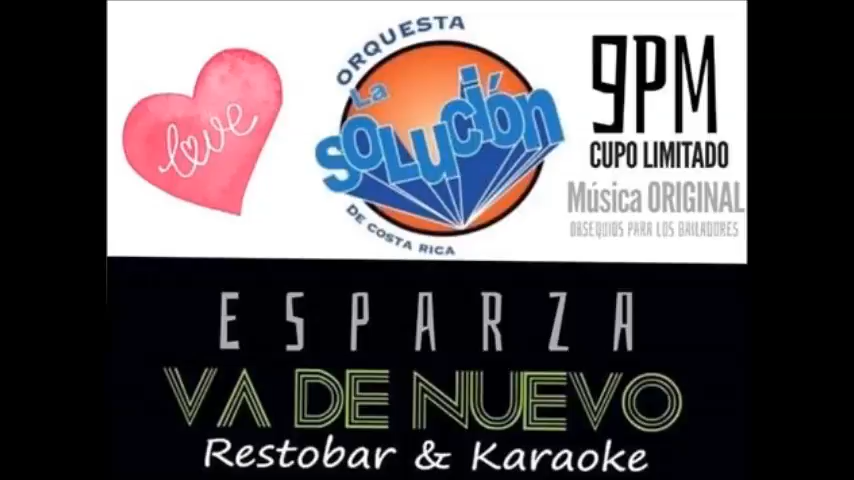 love
ORQUESTA
La
Solución
DE COSTA RICA
9PM
CUPO LIMITADO
Música ORIGINAL
OBSEQUIOS PARA LOS BAILADORES
ESPARZA
VA DE NUEVO
Restobar & Karaoke